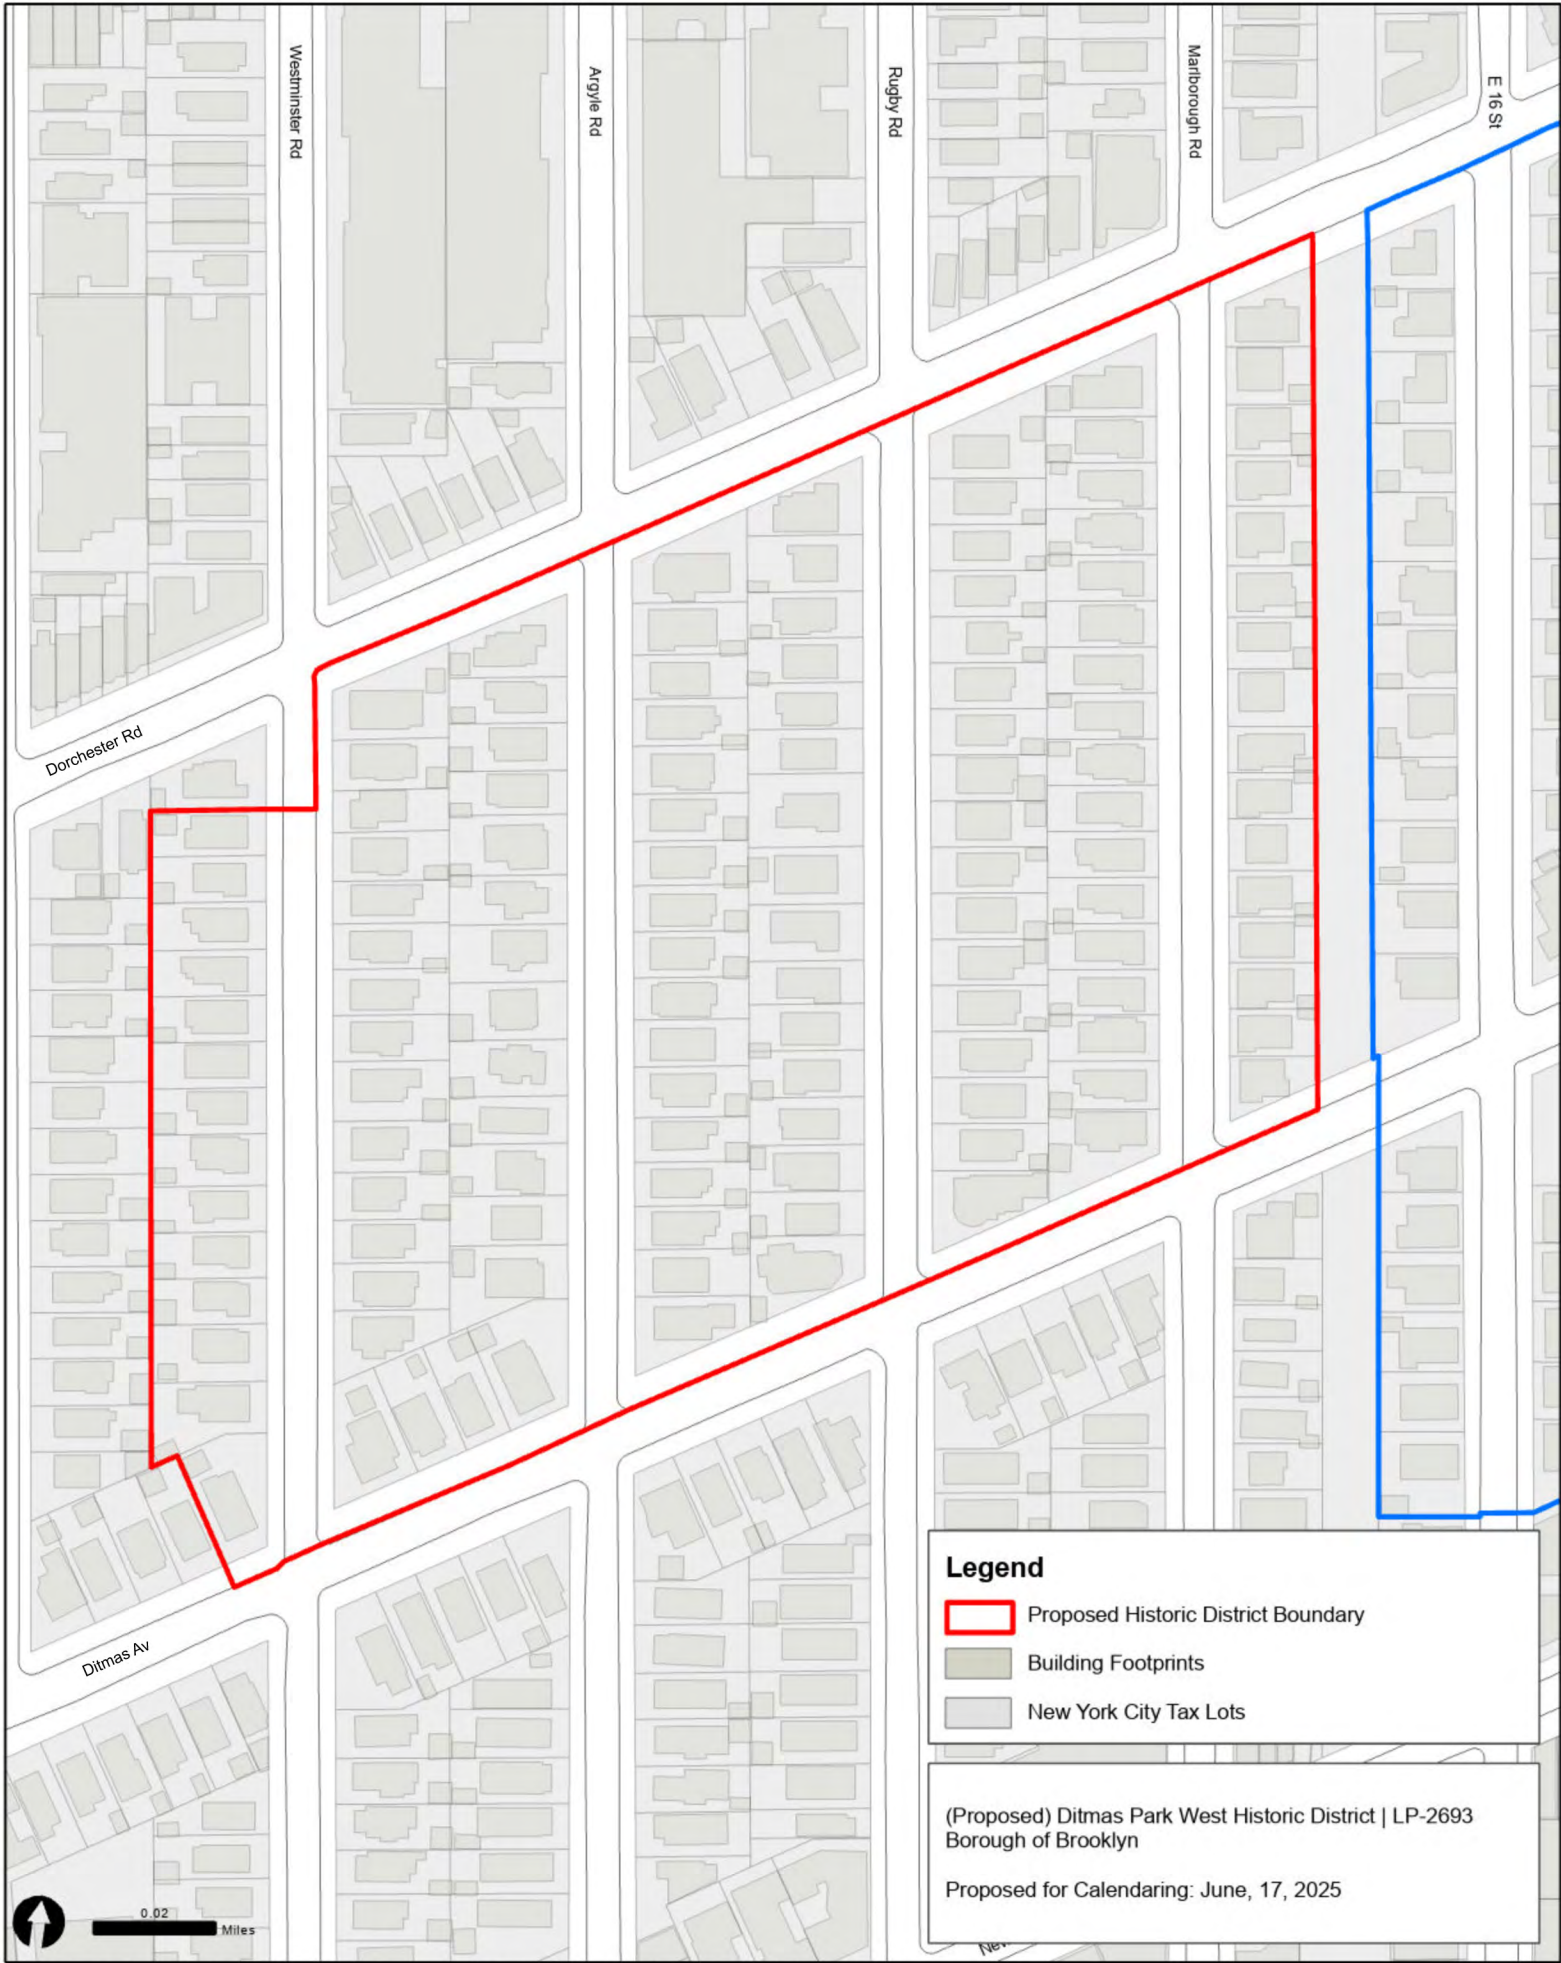 Westminster Rd
Argyle Rd
Rugby Rd
Marlborough Rd
E 16 St
Dorchester Rd
Ditmas Av
Legend
Proposed Historic District Boundary
Building Footprints
New York City Tax Lots
(Proposed) Ditmas Park West Historic District | LP-2693
Borough of Brooklyn
Proposed for Calendaring: June, 17, 2025
0.02
Miles